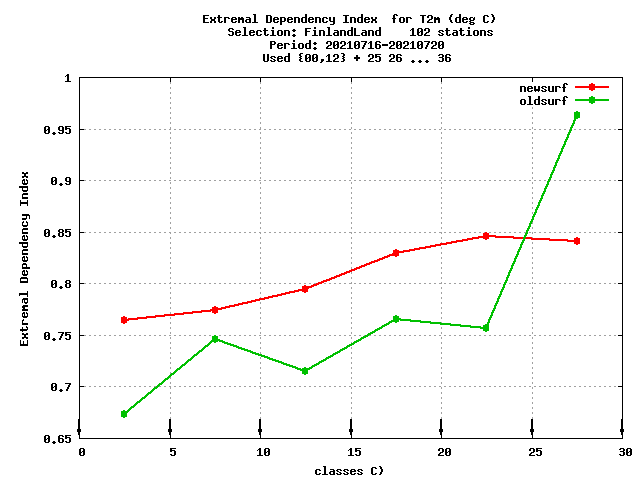 Extremal Dependency Index  for T2m (deg C)
Selection: FinlandLand    102 stations
Period: 20210716-20210720
Used {00,12} + 25 26 ... 36
newsurf
oldsurf
1
0.95
0.9
0.85
0.8
0.75
0.7
0.65
Extremal Dependency Index
0 5 10 15 20 25 30
classes C)